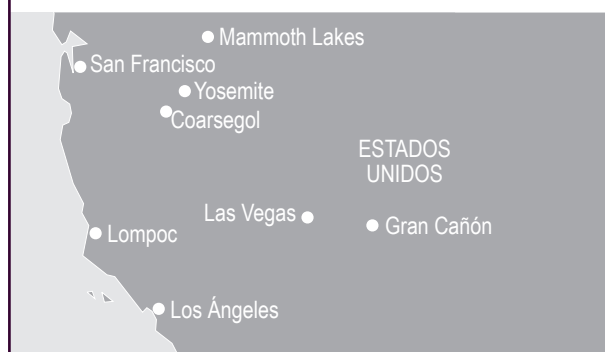 Mammoth Lakes
San Francisco
Yosemite
Coarsegol
ESTADOS
UNIDOS
Las Vegas
Gran Cañón
Lompoc
Los Ángeles